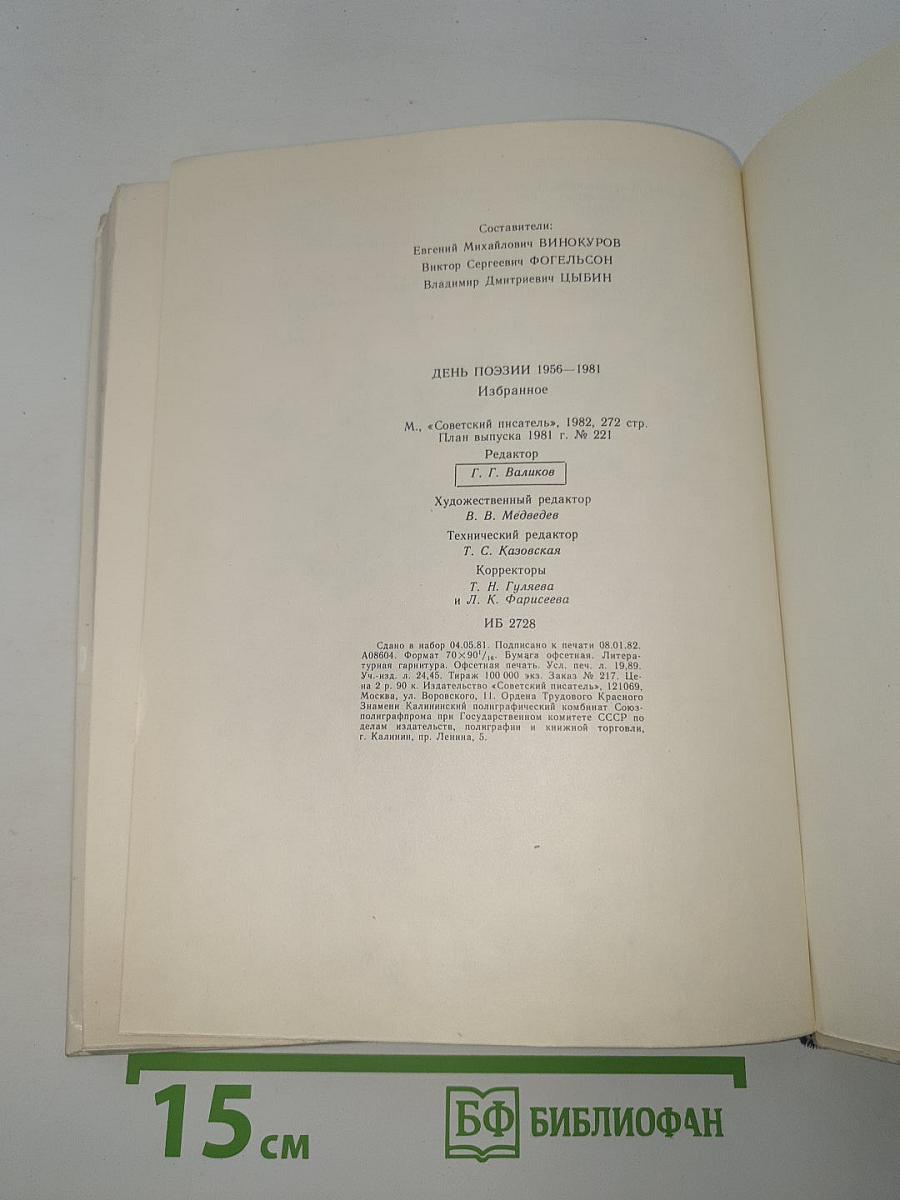 Составители:
Евгений Михайлович ВИНОКУРОВ
Виктор Сергеевич ФОГЕЛЬСОН
Владимир Дмитриевич ЦЫБИН
ДЕНЬ ПОЭЗИИ 1956—1981
Избранное
М., «Советский писатель», 1982, 272 стр.
План выпуска 1981 г. № 221
Редактор
Г. Г. Валиков
Художественный редактор
В. В. Медведев
Технический редактор
Т. С. Казовская
Корректоры
Т. Н. Гуляева
и Л. К. Фарисеева
ИБ 2728
Сдано в набор 04.05.81. Подписано к печати 08.01.82.
А08604. Формат 70×90¹/₁₆. Бумага офсетная. Литера-
турная гарнитура. Офсетная печать. Усл. печ. л. 19,89.
Уч.-изд. л. 24,45. Тираж 100 000 экз. Заказ № 217. Це-
на 2 р. 90 к. Издательство «Советский писатель», 121069,
Москва, ул. Воровского, 11. Ордена Трудового Красного
Знамени Калининский полиграфический комбинат Союз-
полиграфпрома при Государственном комитете СССР по
делам издательств, полиграфии и книжной торговли,
г. Калинин, пр. Ленина, 5.
15 см
БФ БИБЛИОФАН